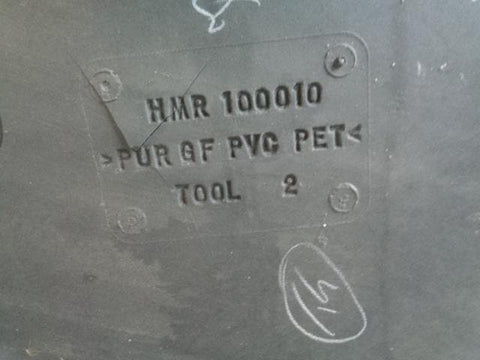 HMR 100010
>PUR GF PVC PET<
TOOL 2